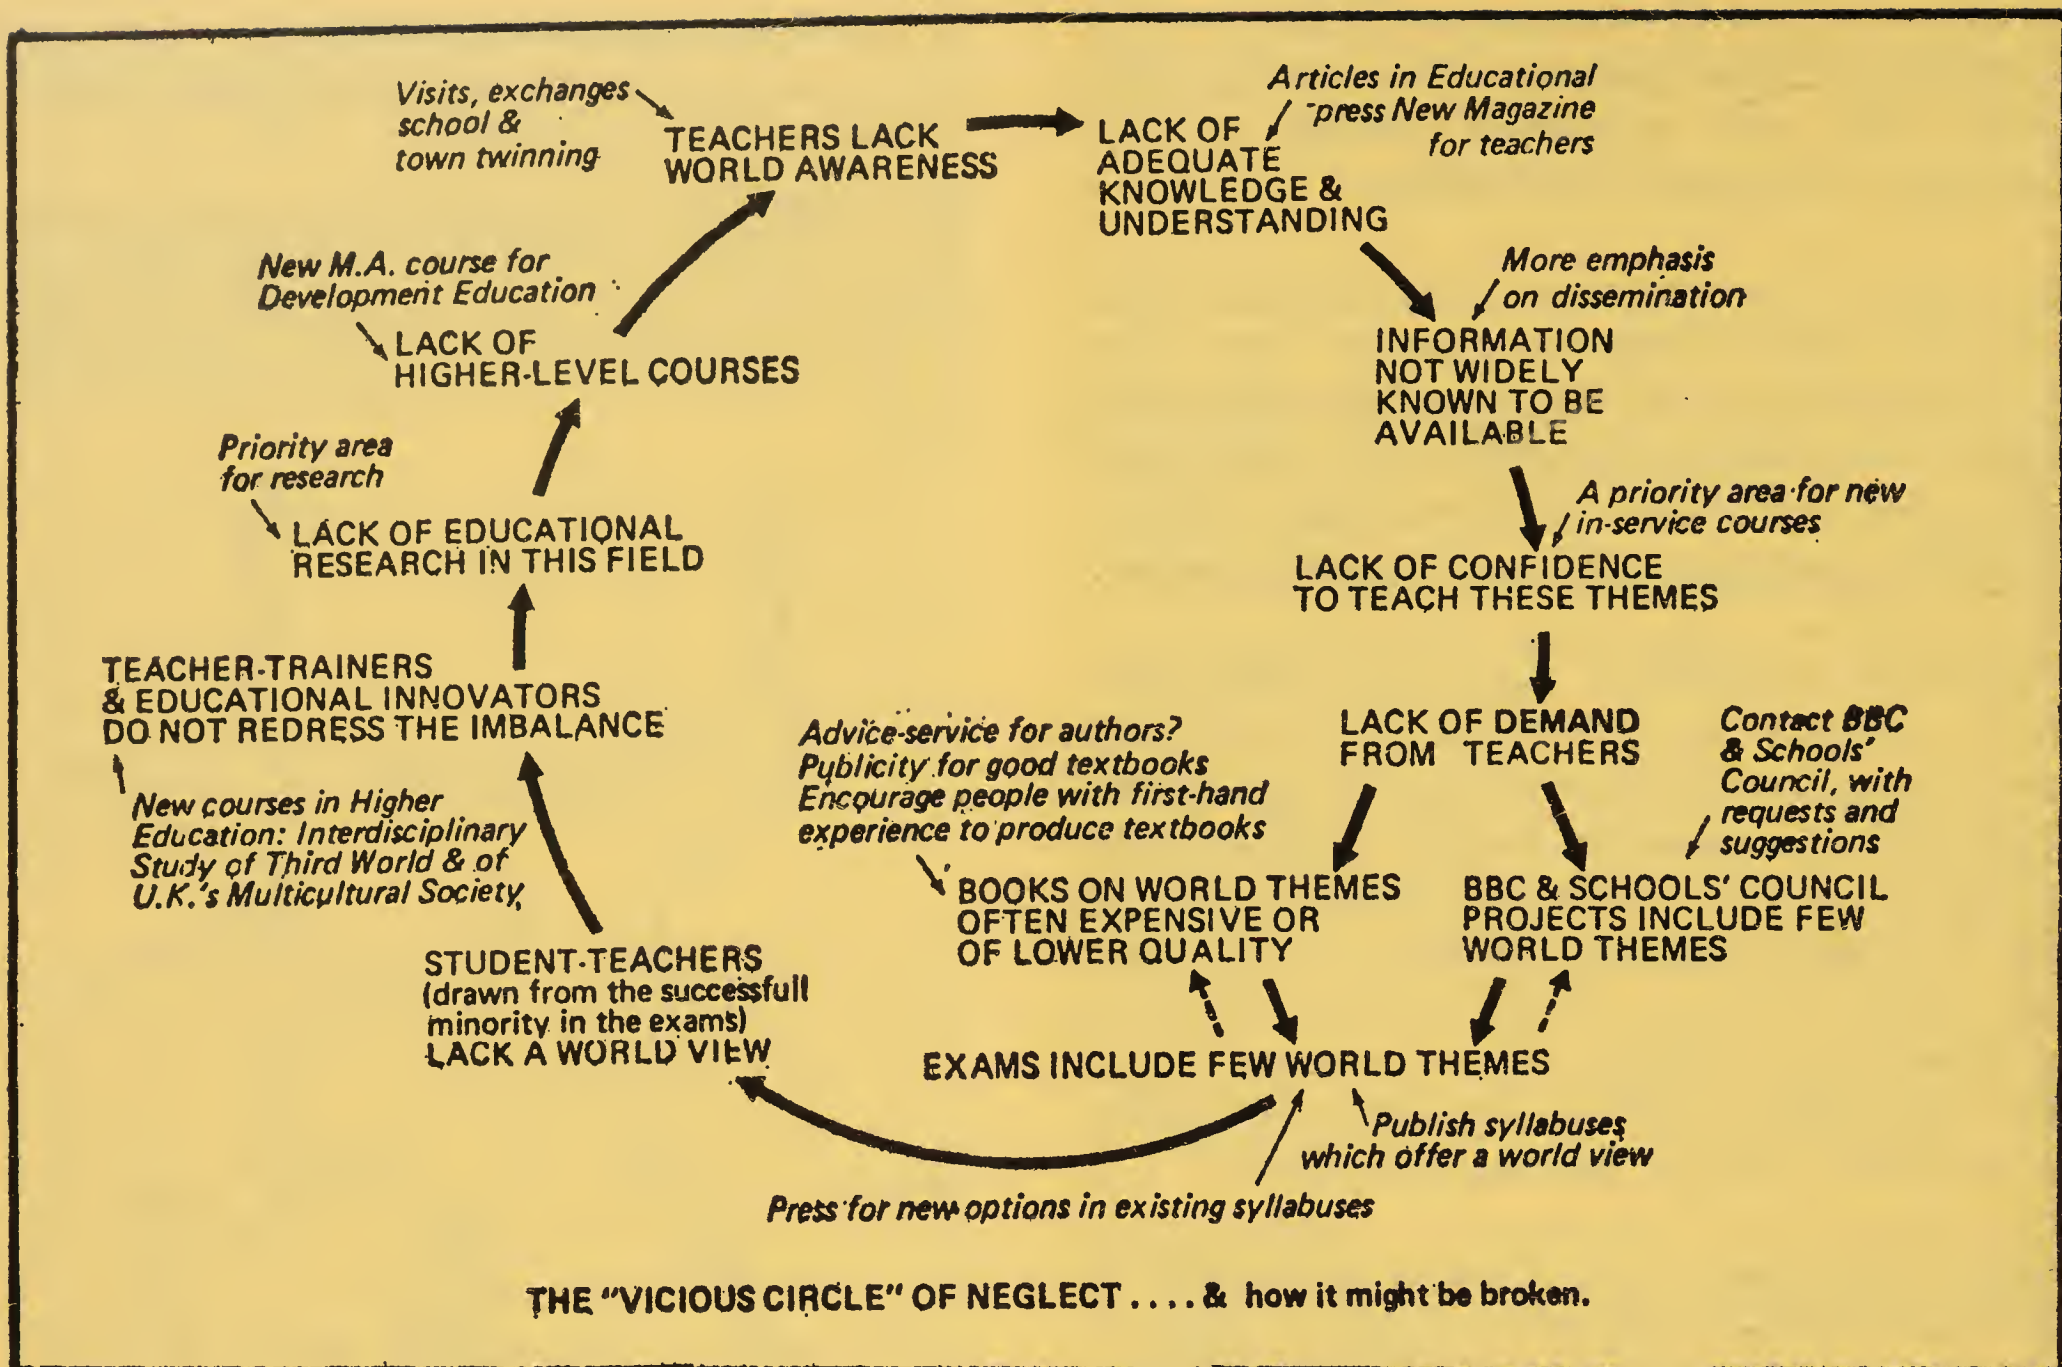 Visits, exchanges
school &
town twinning
TEACHERS LACK
WORLD AWARENESS
Articles in Educational
press New Magazine
for teachers
LACK OF
ADEQUATE
KNOWLEDGE &
UNDERSTANDING
More emphasis
on dissemination
INFORMATION
NOT WIDELY
KNOWN TO BE
AVAILABLE
A priority area for new
in-service courses
LACK OF CONFIDENCE
TO TEACH THESE THEMES
LACK OF DEMAND
FROM TEACHERS
Contact BBC
& Schools'
Council, with
requests and
suggestions
Advice-service for authors?
Publicity for good textbooks
Encourage people with first-hand
experience to produce textbooks
BOOKS ON WORLD THEMES
OFTEN EXPENSIVE OR
OF LOWER QUALITY
BBC & SCHOOLS' COUNCIL
PROJECTS INCLUDE FEW
WORLD THEMES
EXAMS INCLUDE FEW WORLD THEMES
Publish syllabuses
which offer a world view
Press for new options in existing syllabuses
STUDENT-TEACHERS
(drawn from the successfull
minority in the exams)
LACK A WORLD VIEW
New courses in Higher
Education: Interdisciplinary
Study of Third World & of
U.K.'s Multicultural Society
TEACHER-TRAINERS
& EDUCATIONAL INNOVATORS
DO NOT REDRESS THE IMBALANCE
Priority area
for research
LACK OF EDUCATIONAL
RESEARCH IN THIS FIELD
New M.A. course for
Development Education
LACK OF
HIGHER-LEVEL COURSES
THE "VICIOUS CIRCLE" OF NEGLECT .... & how it might be broken.